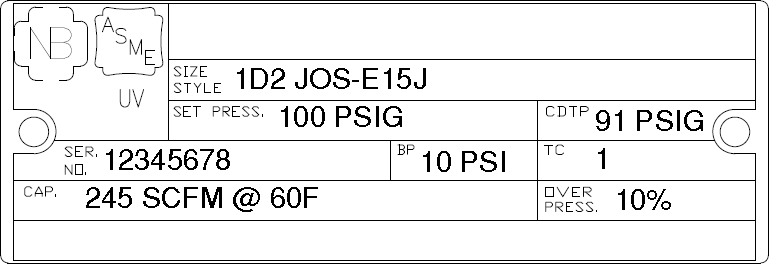 NB
ASME
UV
SIZE STYLE 1D2 JOS-E15J
SET PRESS. 100 PSIG
CDTP 91 PSIG
SER. NO. 12345678
BP 10 PSI
TC 1
CAP. 245 SCFM @ 60F
OVER PRESS. 10%